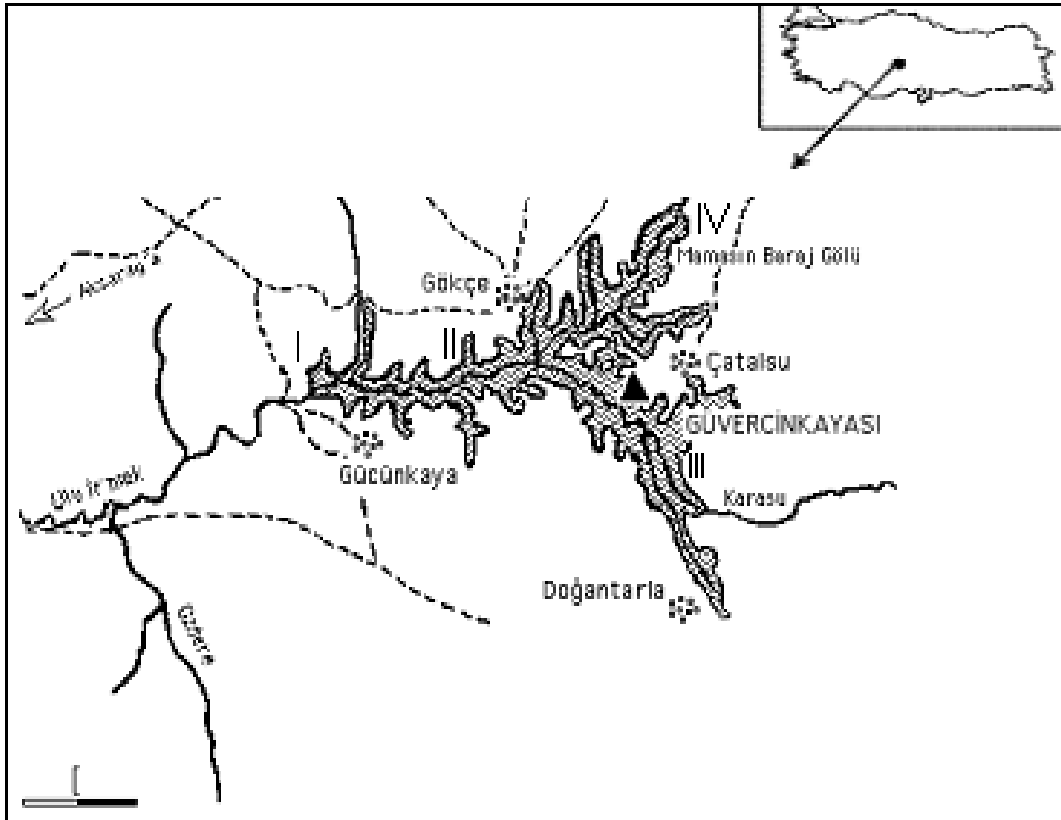 IV
Mamasın Baraj Gölü
Gökçe
I
II
Çatalsu
GÜVERCİNKAYASI
Gücünkaya
III
Karasu
Doğantarla